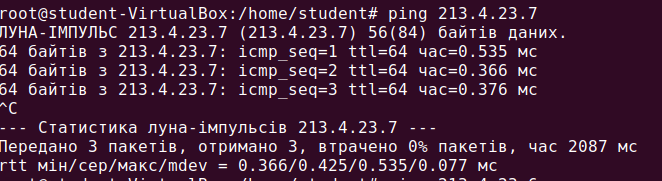 root@student-VirtualBox:/home/student# ping 213.4.23.7
ЛУНА-ІМПУЛЬС 213.4.23.7 (213.4.23.7) 56(84) байтів даних.
64 байтів з 213.4.23.7: icmp_seq=1 ttl=64 час=0.535 мс
64 байтів з 213.4.23.7: icmp_seq=2 ttl=64 час=0.366 мс
64 байтів з 213.4.23.7: icmp_seq=3 ttl=64 час=0.376 мс
^C
--- Статистика луна-імпульсів 213.4.23.7 ---
Передано 3 пакетів, отримано 3, втрачено 0% пакетів, час 2087 мс
rtt мін/сер/макс/mdev = 0.366/0.425/0.535/0.077 мс